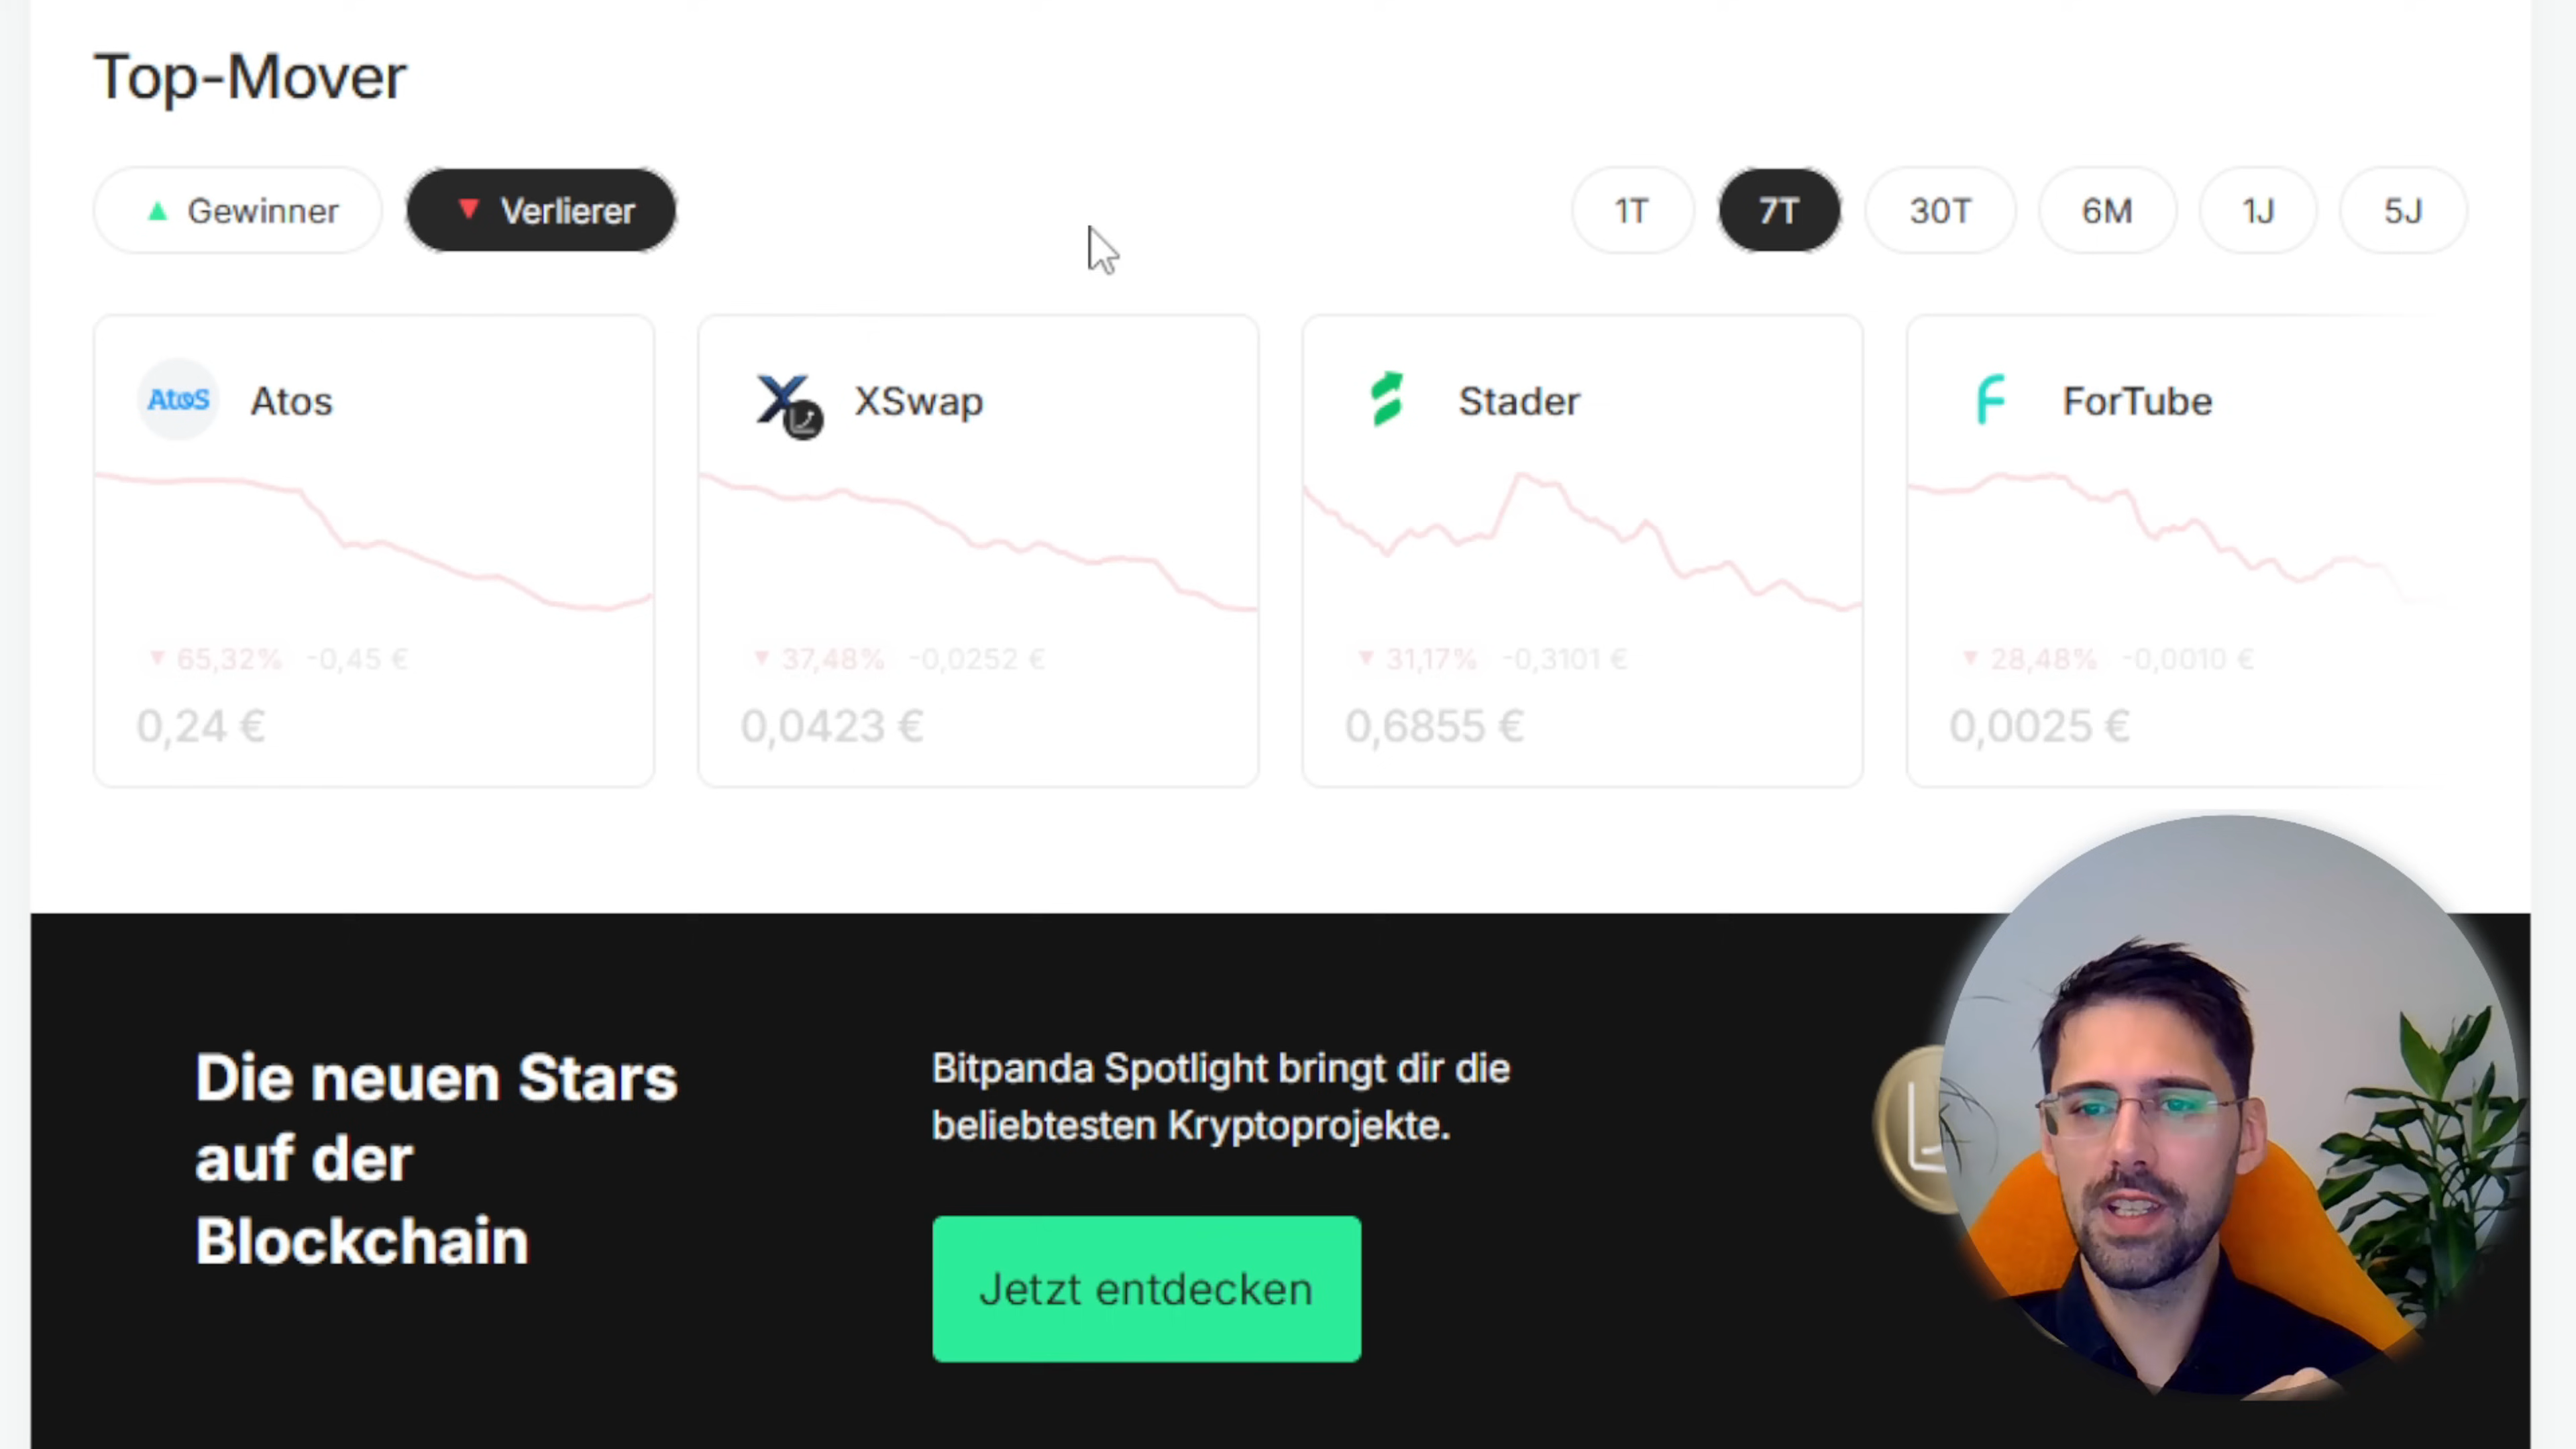 Top-Mover
▲ Gewinner
▼ Verlierer
1T
7T
30T
6M
1J
5J
Atos Atos
XSwap
Stader
ForTube
▼ 65,32% -0,45 €
▼ 37,48% -0,0252 €
▼ 31,17% -0,3101 €
▼ 28,48% -0,0010 €
0,24 €
0,0423 €
0,6855 €
0,0025 €
Die neuen Stars
auf der
Blockchain
Bitpanda Spotlight bringt dir die
beliebtesten Kryptoprojekte.
Jetzt entdecken